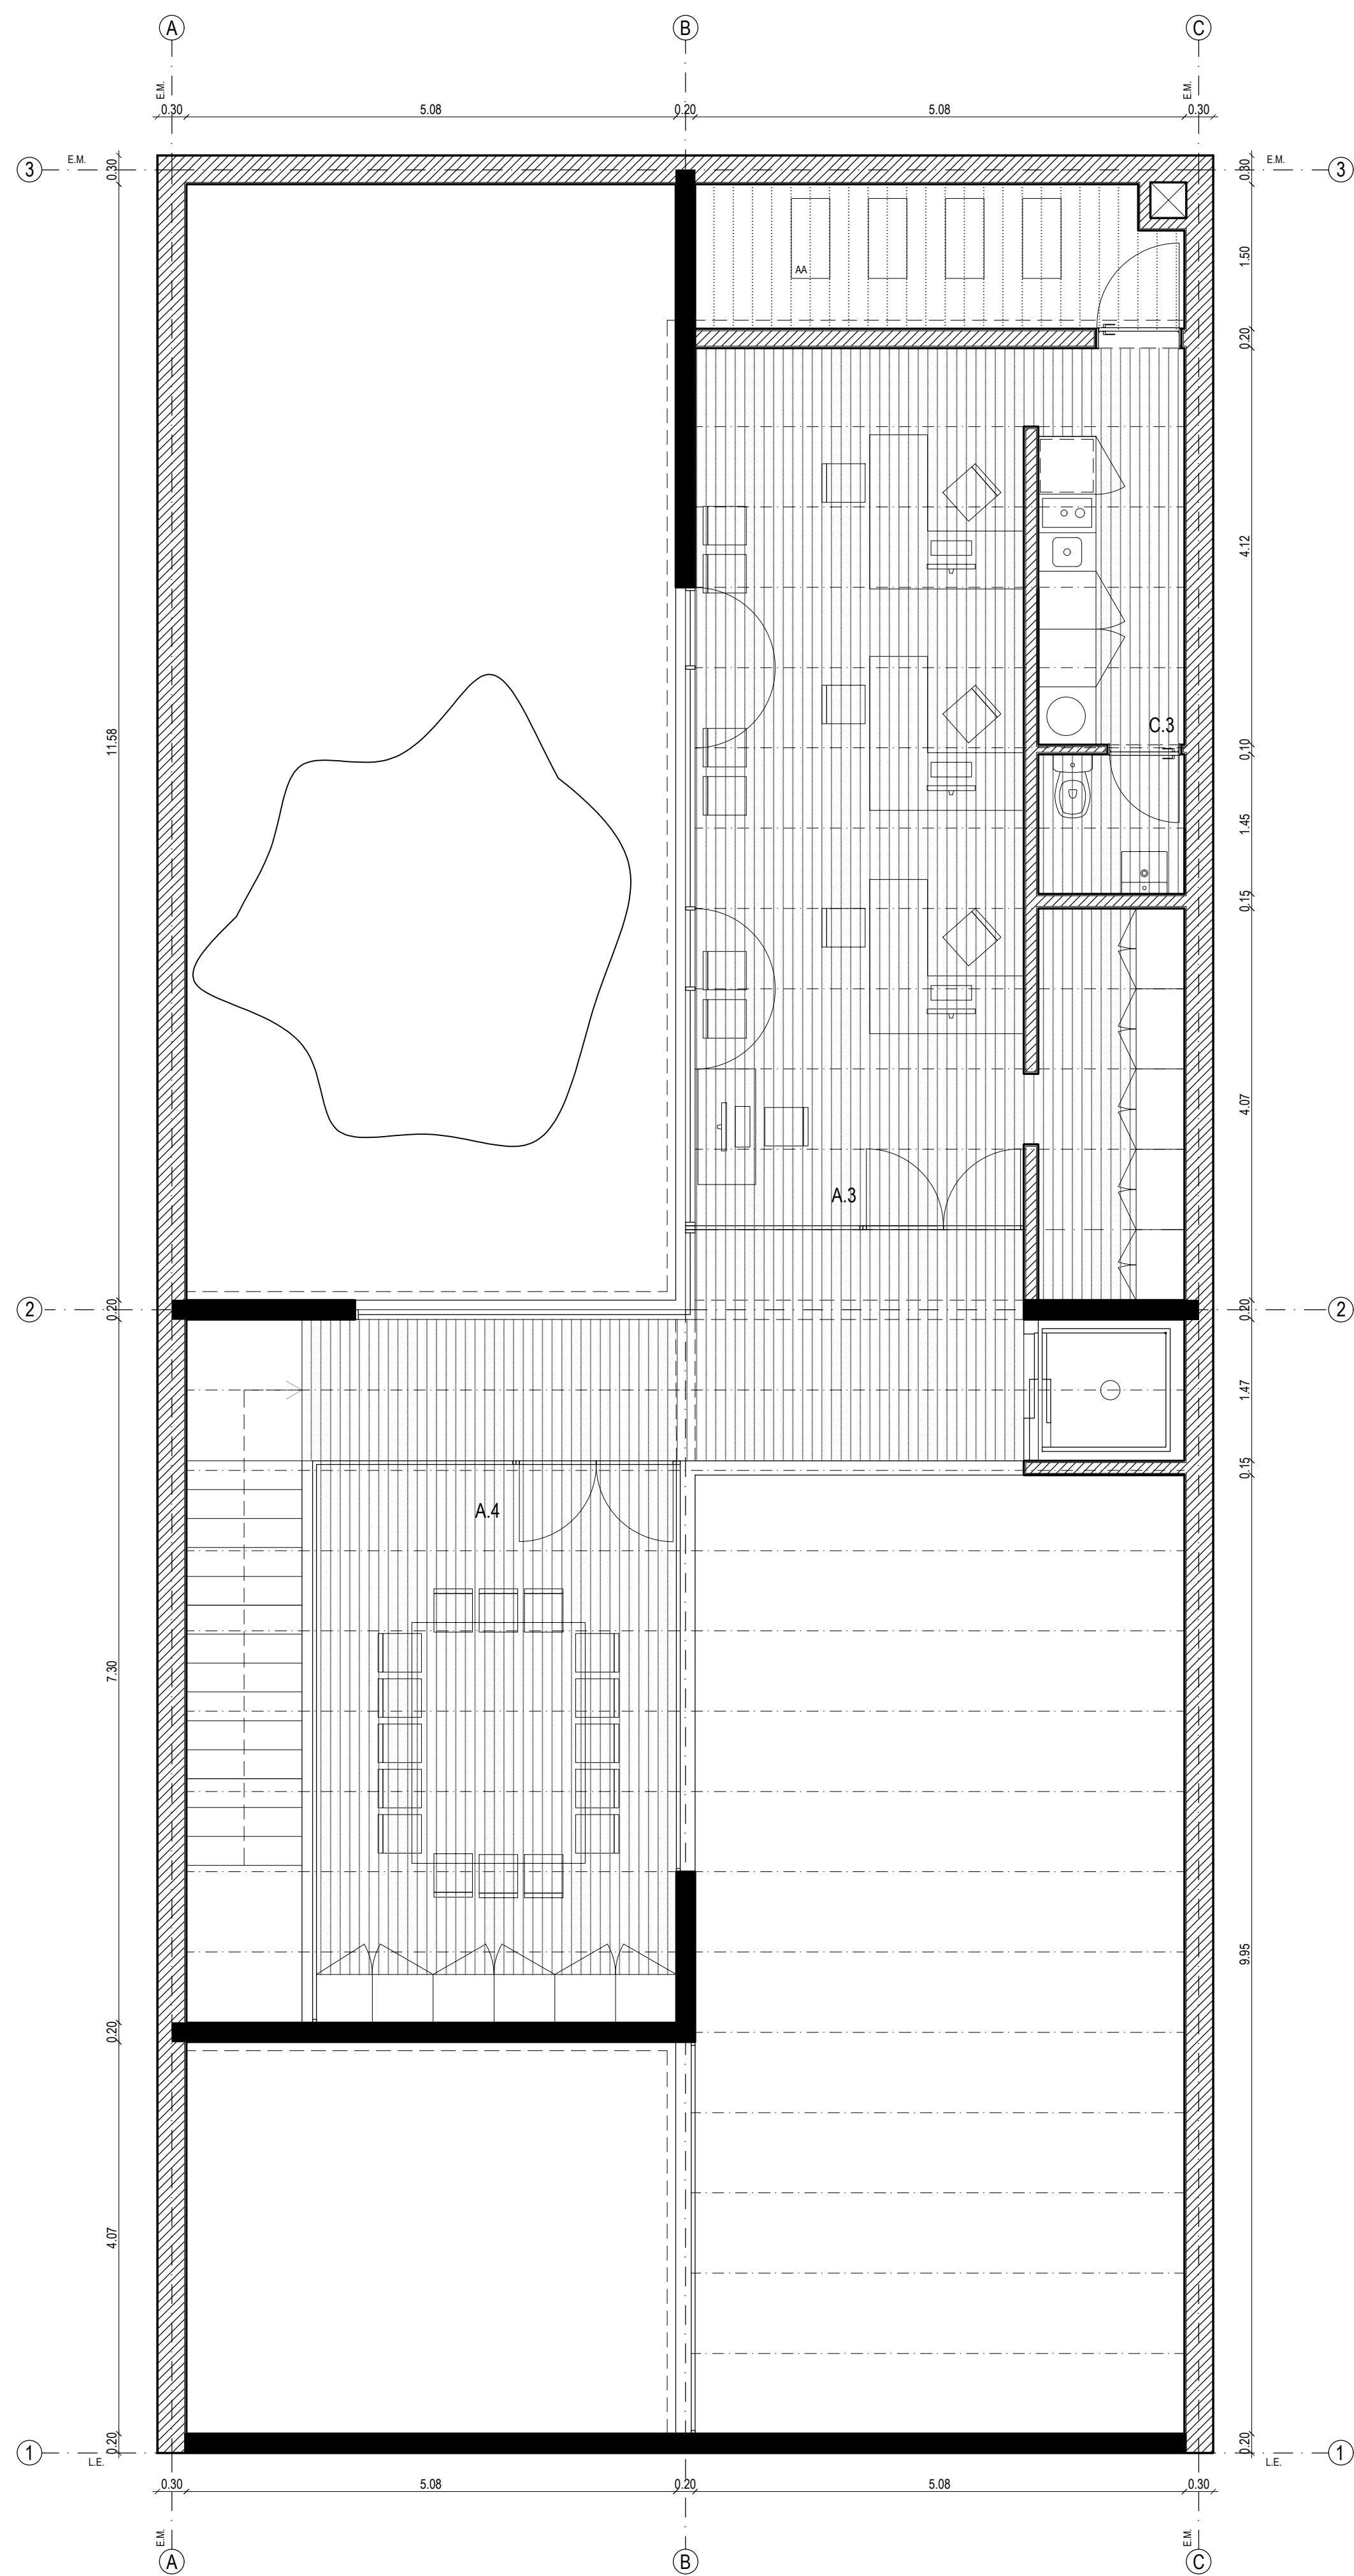 A B C
E.M. E.M.
0.30 5.08 0.20 5.08 0.30
3 E.M. 0.30 0.30 E.M. 3
1.50
AA
0.20
4.12
C.3
11.58 0.10
1.45
0.15
4.07
A.3
2 0.20 0.20 2
1.47
0.15
A.4
7.30
9.95
0.20
4.07
0.20 0.20
1 L.E. L.E. 1
0.30 5.08 0.20 5.08 0.30
E.M. E.M.
A B C